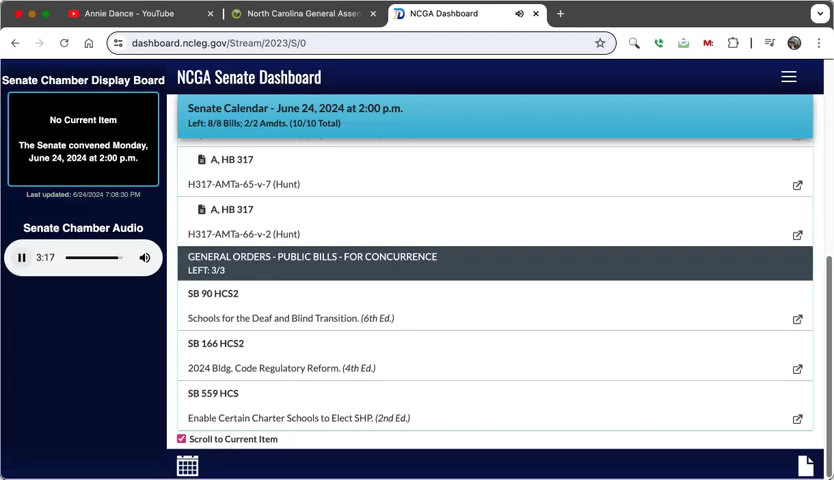 Annie Dance - YouTube
North Carolina General Assem
NCGA Dashboard
dashboard.ncleg.gov/Stream/2023/S/0
Senate Chamber Display Board
No Current Item
The Senate convened Monday,
June 24, 2024 at 2:00 p.m.
Last updated: 6/24/2024 7:08:30 PM
Senate Chamber Audio
3:17
NCGA Senate Dashboard
Senate Calendar - June 24, 2024 at 2:00 p.m.
Left: 8/8 Bills; 2/2 Amdts. (10/10 Total)
A, HB 317
H317-AMTa-65-v-7 (Hunt)
A, HB 317
H317-AMTa-66-v-2 (Hunt)
GENERAL ORDERS - PUBLIC BILLS - FOR CONCURRENCE
LEFT: 3/3
SB 90 HCS2
Schools for the Deaf and Blind Transition. (6th Ed.)
SB 166 HCS2
2024 Bldg. Code Regulatory Reform. (4th Ed.)
SB 559 HCS
Enable Certain Charter Schools to Elect SHP. (2nd Ed.)
Scroll to Current Item